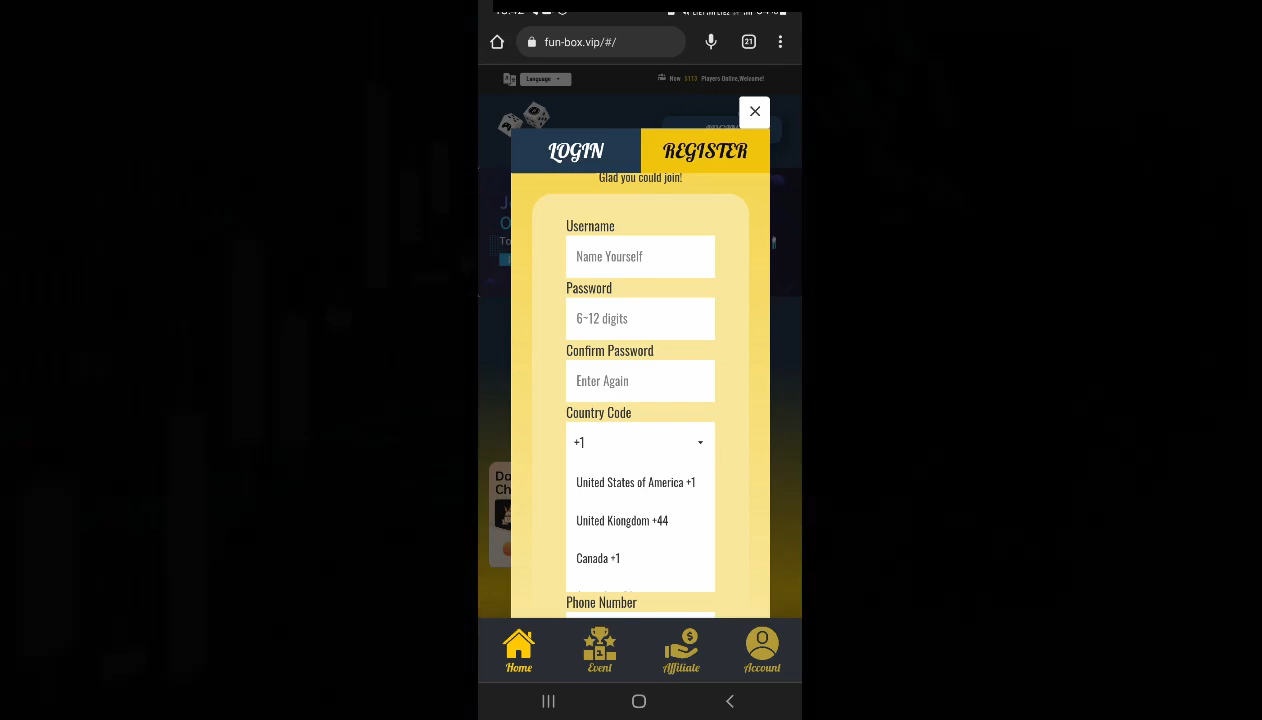 21
fun-box.vip/#/
Language
Now 5113 Players Online,Welcome!
LOGIN
REGISTER
Glad you could join!
Username
Name Yourself
Password
6~12 digits
Confirm Password
Enter Again
Country Code
+1
United States of America +1
United Kiongdom +44
Canada +1
Phone Number
Home
Event
Affiliate
Account